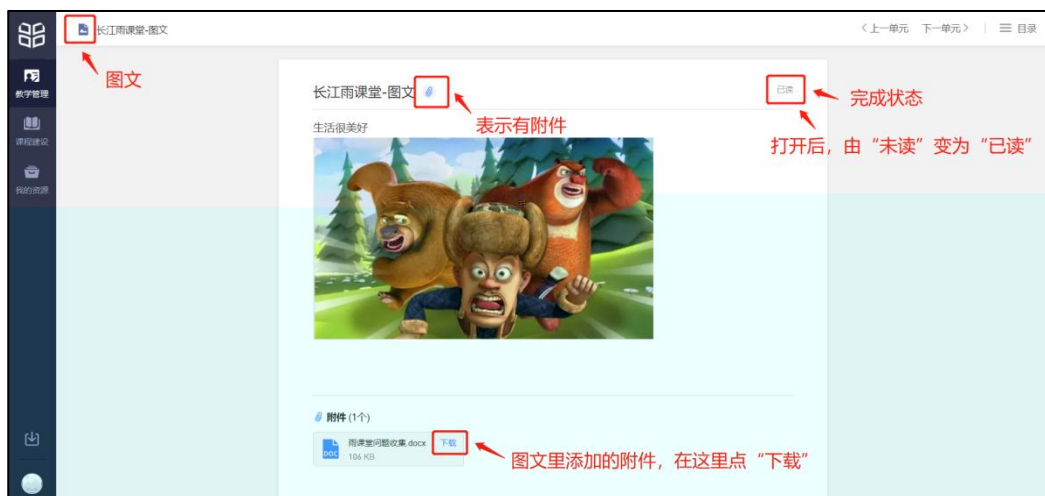 长江雨课堂-图文
〈上一单元 下一单元〉 目录
图文
教学管理
课程建设
我的资源
长江雨课堂-图文
已读
完成状态
表示有附件
打开后，由“未读”变为“已读”
生活很美好
附件(1个)
雨课堂问题收集.docx 下载
DOC
186 KB
图文里添加的附件，在这里点“下载”